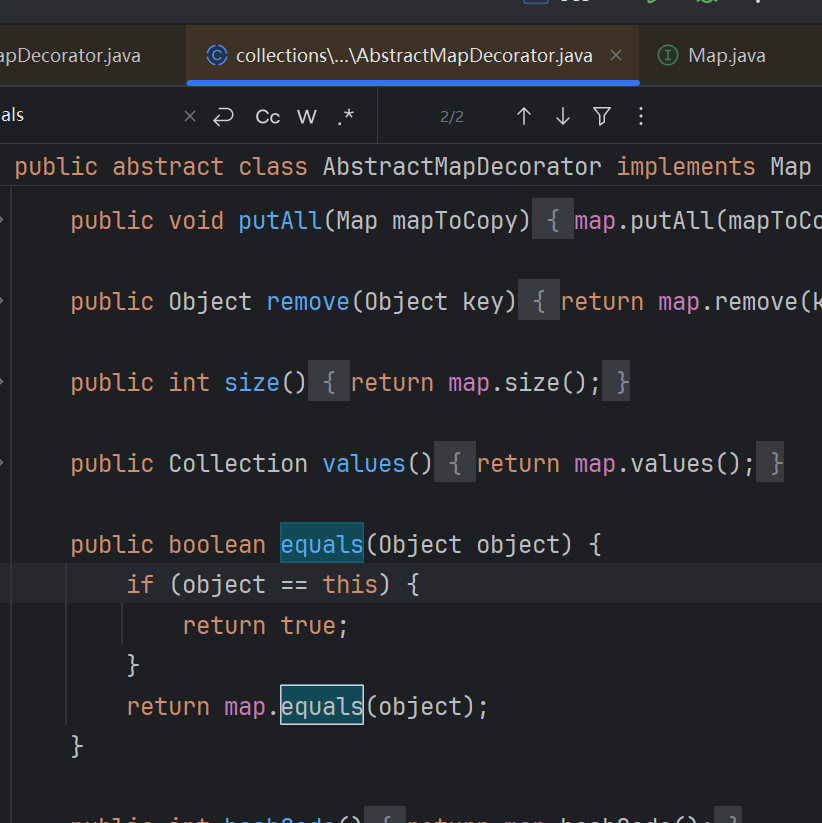 apDecorator.java
collections\...\AbstractMapDecorator.java
Map.java
als
Cc W .*
2/2
public abstract class AbstractMapDecorator implements Map
public void putAll(Map mapToCopy) { map.putAll(mapToCo
public Object remove(Object key) { return map.remove(k
public int size() { return map.size(); }
public Collection values() { return map.values(); }
public boolean equals(Object object) {
if (object == this) {
return true;
}
return map.equals(object);
}
public int hashCode() { return map.hashCode(); }